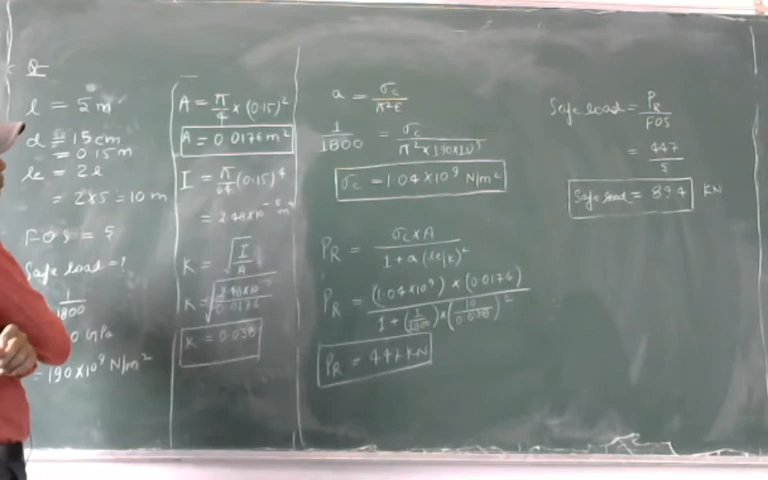 Q
l = 5m
d = 15 cm
= 0.15 m
le = 2l
= 2×5 = 10 m
FOS = 5
Safe load = ?
1/1800
= 190×10⁹ N/m²
A = π/4 × (0.15)²
A = 0.0176 m²
I = π/64 (0.15)⁴
K = √(I/A)
K = 0.038
a = σc/π²E
1/1800 = σc/π²×190×10⁹
σc = 1.04×10⁹ N/m²
PR = σc×A / 1+a(le/k)²
PR = (1.04×10⁹)×(0.0176) / 1+(1/1800)×(10/0.038)²
PR = 447 KN
Safe load = PR/FOS
= 447/5
Safe load = 89.4 KN